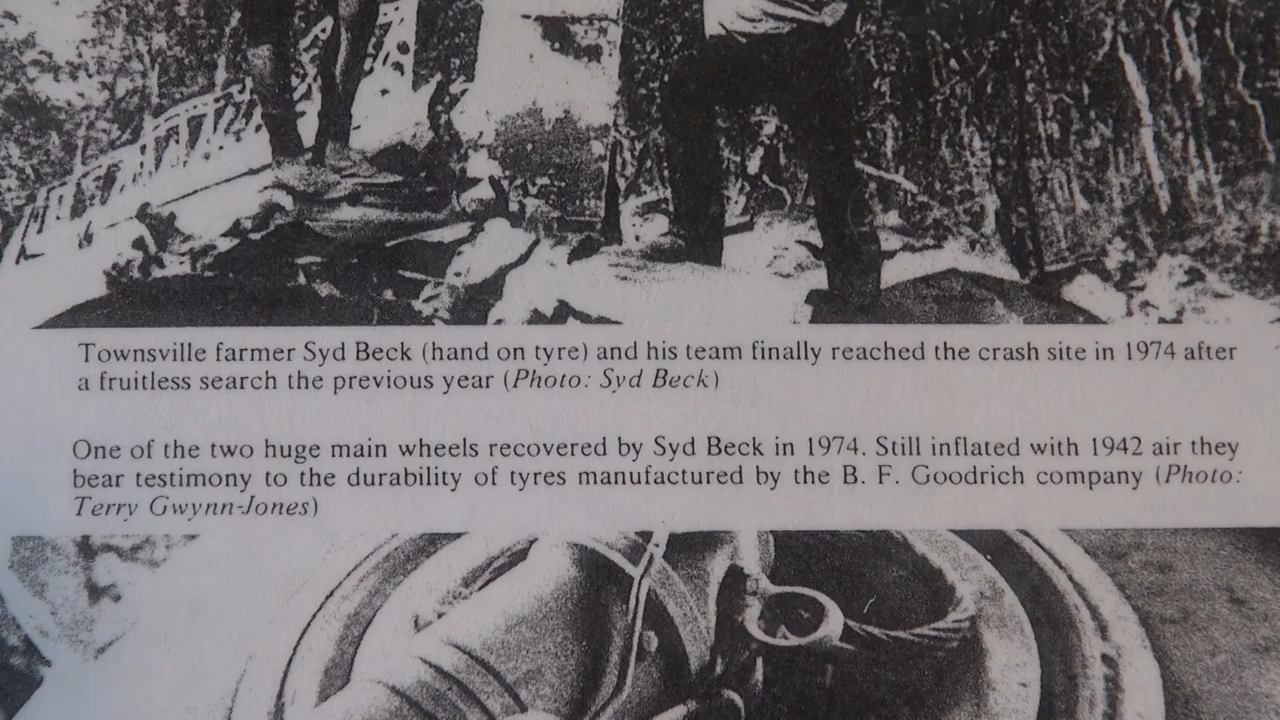 Townsville farmer Syd Beck (hand on tyre) and his team finally reached the crash site in 1974 after
a fruitless search the previous year (Photo: Syd Beck)
One of the two huge main wheels recovered by Syd Beck in 1974. Still inflated with 1942 air they
bear testimony to the durability of tyres manufactured by the B. F. Goodrich company (Photo:
Terry Gwynn-Jones)